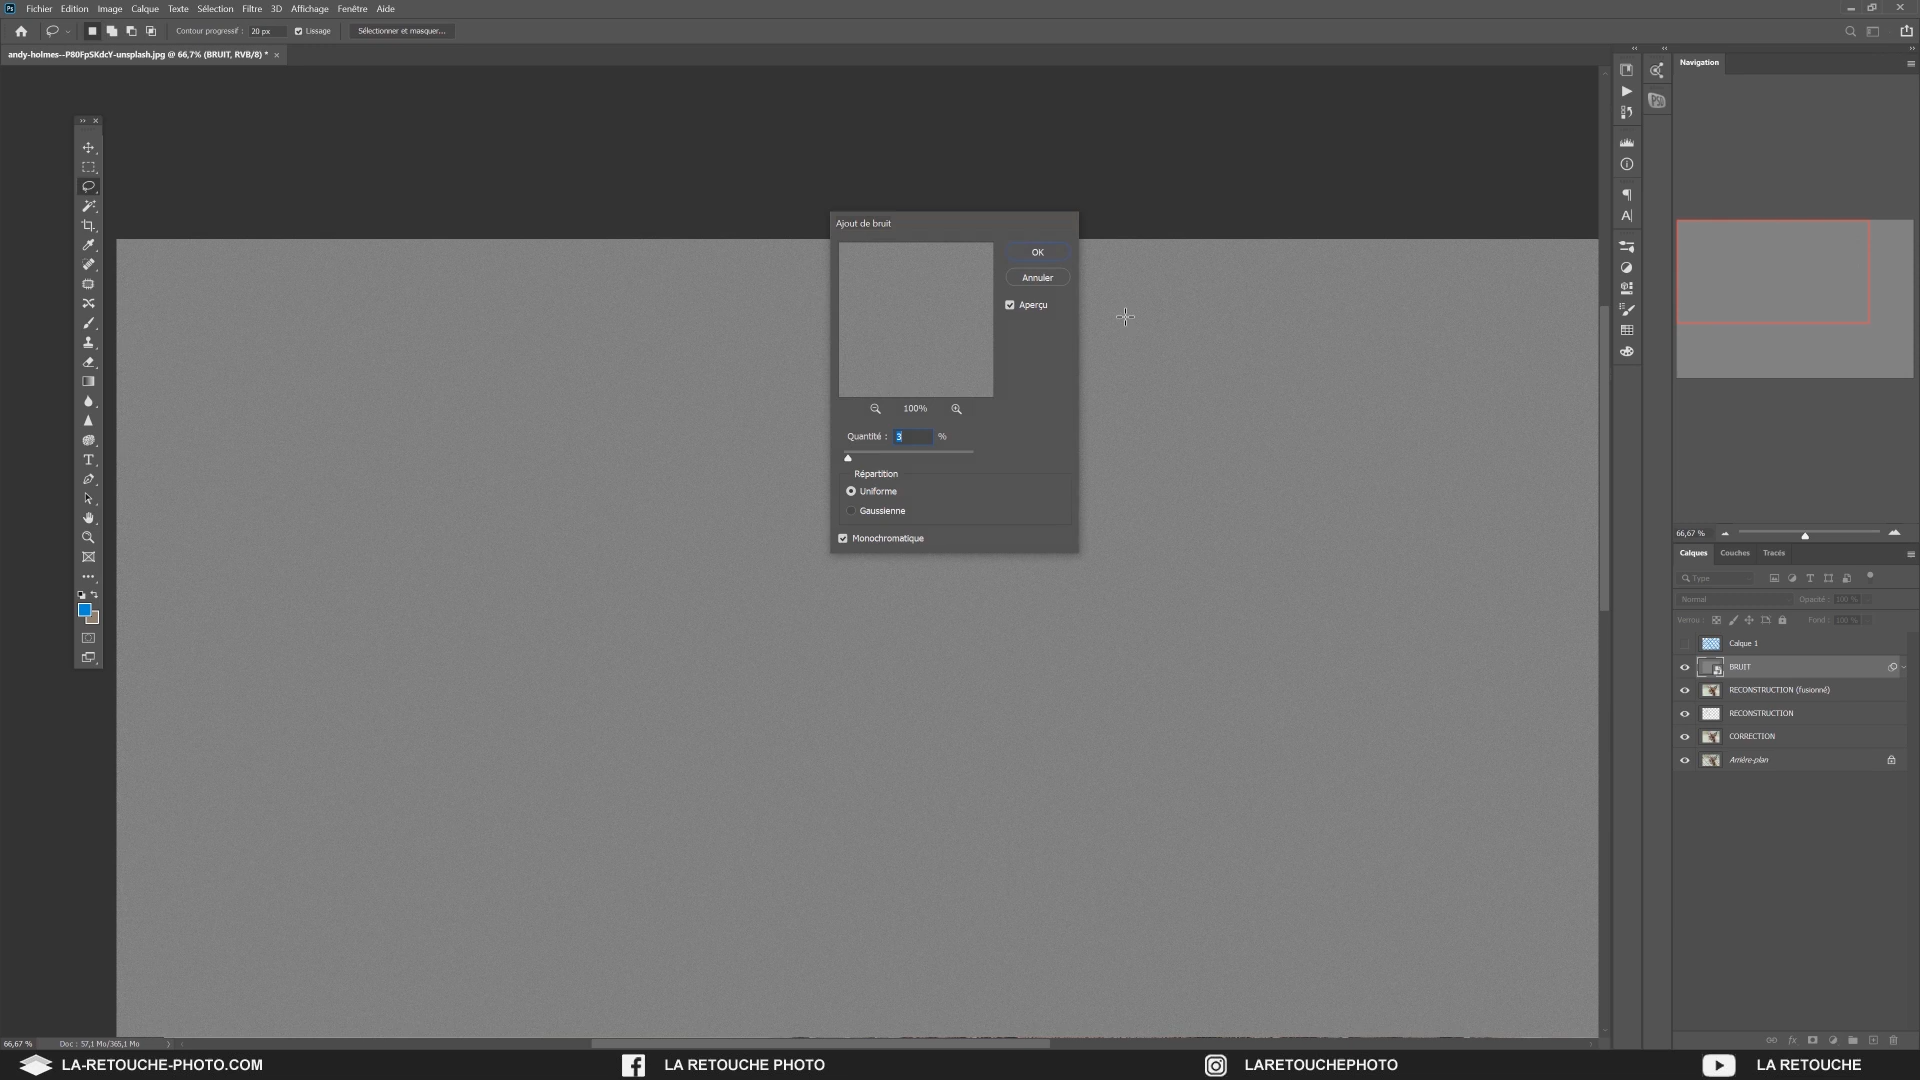 Fichier Edition Image Calque Texte Sélection Filtre 3D Affichage Fenêtre Aide
Contour progressif : 20 px Lissage Sélectionner et masquer...
andy-holmes--P80FpSKdcY-unsplash.jpg @ 66,7% (BRUIT, RVB/8) *
Navigation
Ajout de bruit
OK
Annuler
Aperçu
100%
Quantité : 3 %
Répartition
Uniforme
Gaussienne
Monochromatique
66,67 %
Calques Couches Tracés
Type
Normal Opacité : 100 %
Verrou : Fond : 100 %
Calque 1
BRUIT
RECONSTRUCTION (fusionné)
RECONSTRUCTION
CORRECTION
Arrière-plan
66,67 % Doc : 57,1 Mo/365,1 Mo
LA-RETOUCHE-PHOTO.COM LA RETOUCHE PHOTO LARETOUCHEPHOTO LA RETOUCHE